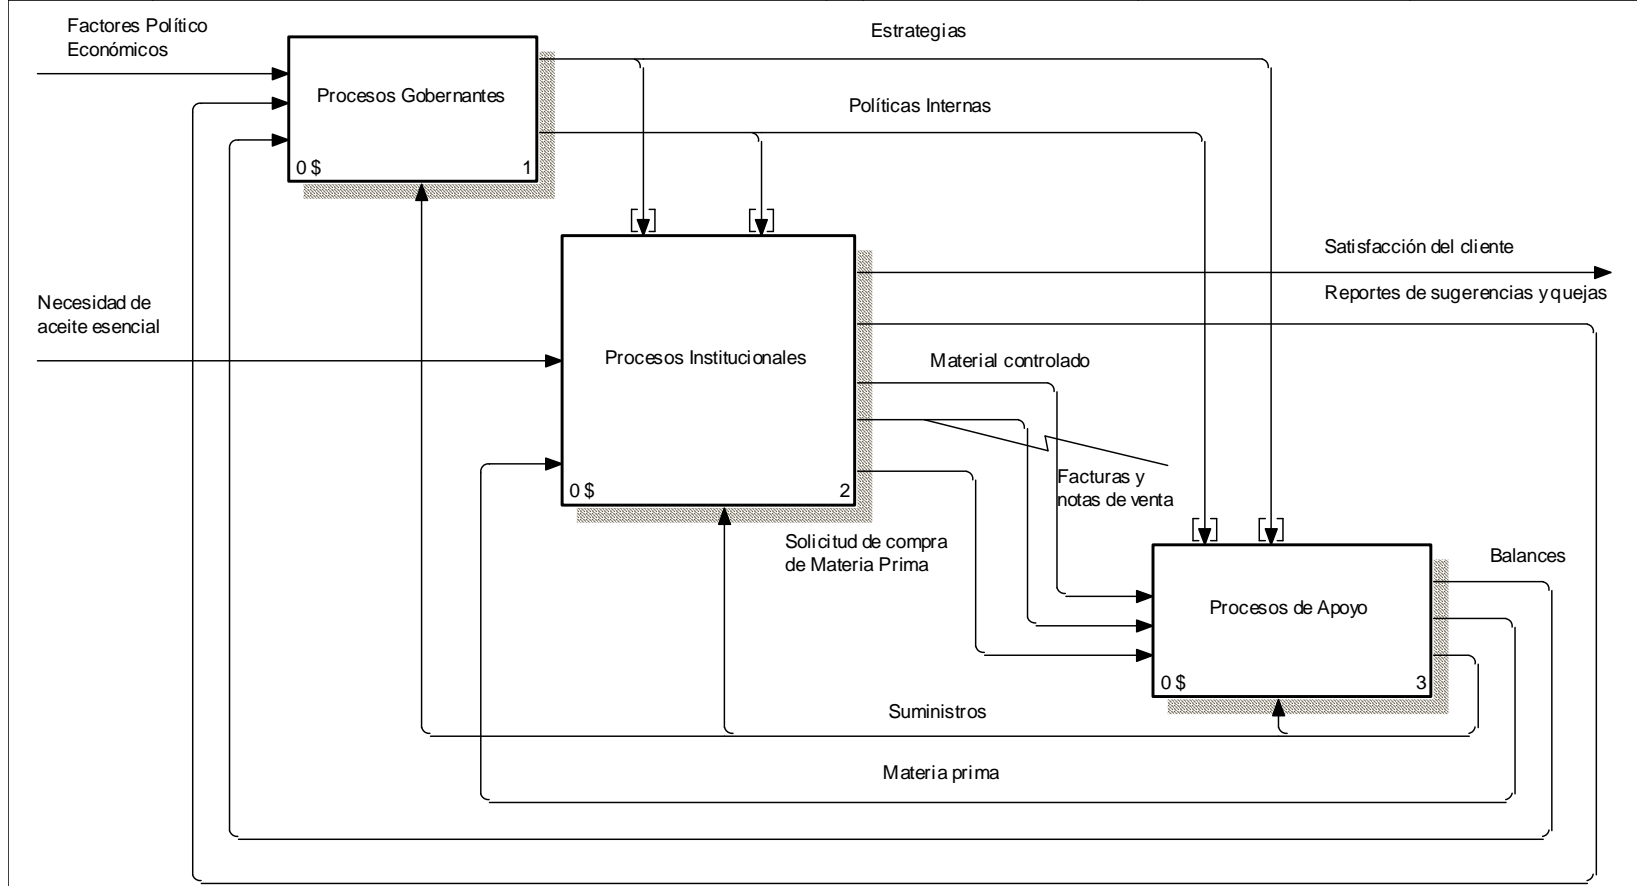 Factores Político
Económicos
Estrategias
Procesos Gobernantes
Políticas Internas
0 $
1
Satisfacción del cliente
Necesidad de
aceite esencial
Reportes de sugerencias y quejas
Procesos Institucionales
Material controlado
Facturas y
notas de venta
0 $
2
Solicitud de compra
de Materia Prima
Balances
Procesos de Apoyo
0 $
3
Suministros
Materia prima